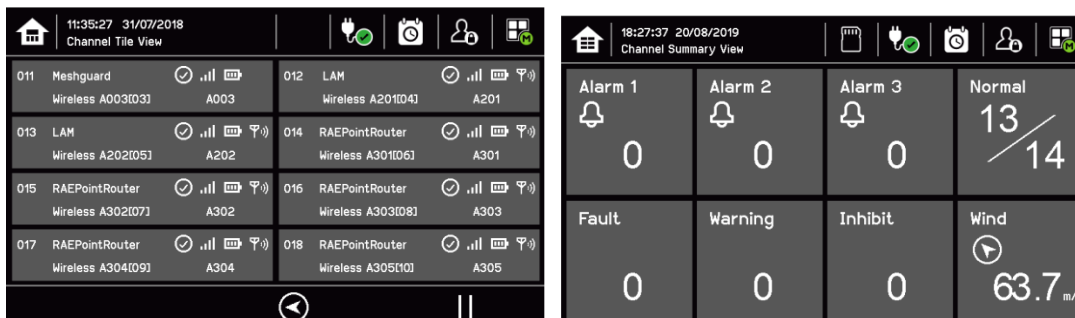 11:35:27 31/07/2018
Channel Tile View
011 Meshguard
Wireless A003[03] A003
012 LAM
Wireless A201[04] A201
013 LAM
Wireless A202[05] A202
014 RAEPointRouter
Wireless A301[06] A301
015 RAEPointRouter
Wireless A302[07] A302
016 RAEPointRouter
Wireless A303[08] A303
017 RAEPointRouter
Wireless A304[09] A304
018 RAEPointRouter
Wireless A305[10] A305
18:27:37 20/08/2019
Channel Summary View
Alarm 1
0
Alarm 2
0
Alarm 3
0
Normal
13/14
Fault
0
Warning
0
Inhibit
0
Wind
63.7 m/